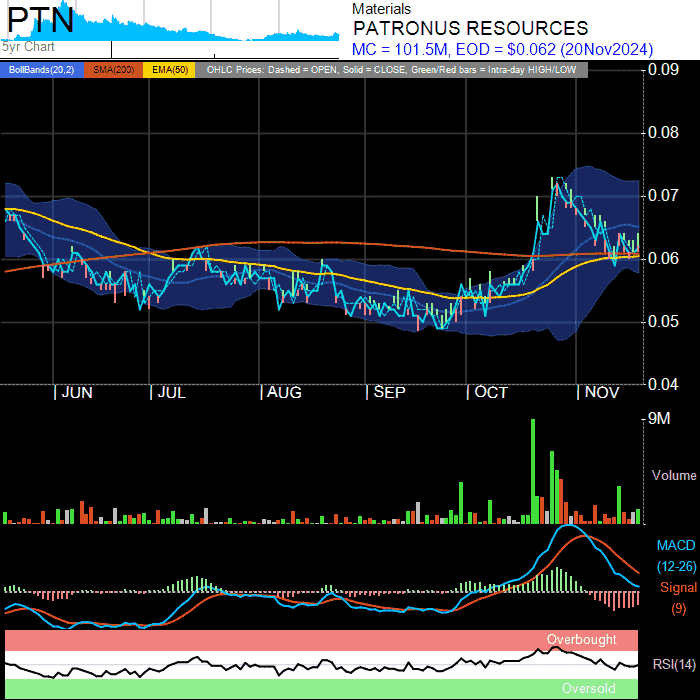 PTN
5yr Chart
Materials
PATRONUS RESOURCES
MC = 101.5M, EOD = $0.062 (20Nov2024)
BollBands(20,2) SMA(200) EMA(50) OHLC Prices: Dashed = OPEN, Solid = CLOSE, Green/Red bars = Intra-day HIGH/LOW
0.09
0.08
0.07
0.06
0.05
0.04
JUN JUL AUG SEP OCT NOV
9M
Volume
MACD
(12-26)
Signal
(9)
Overbought
RSI(14)
Oversold